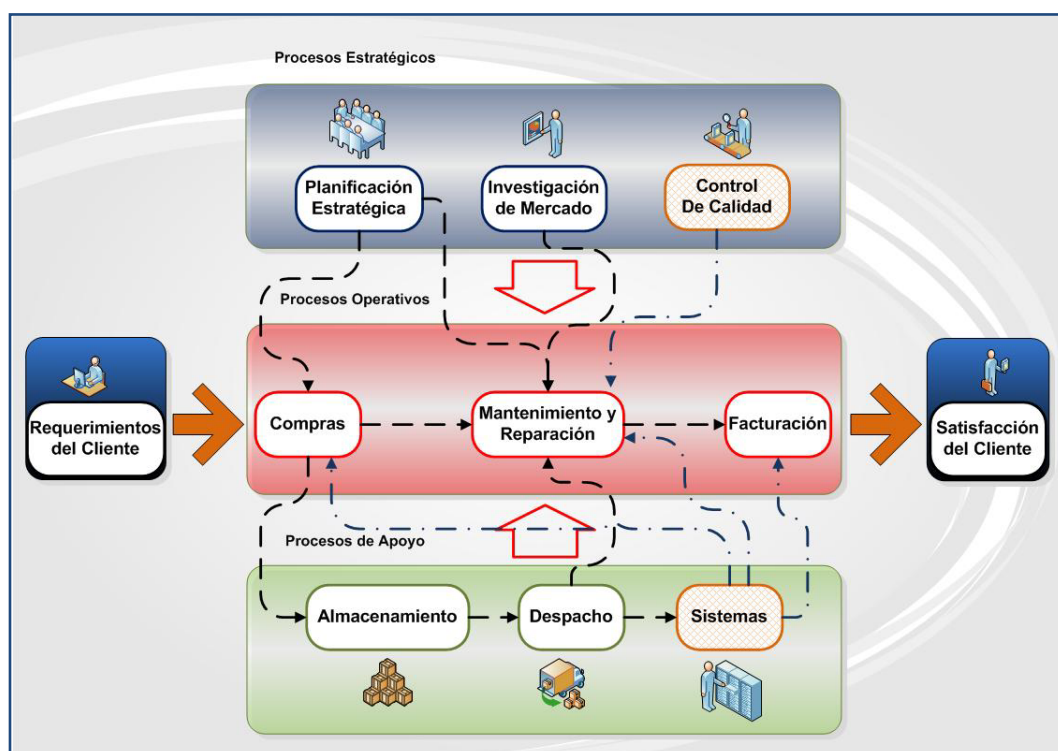 Procesos Estratégicos
Planificación
Estratégica
Investigación
de Mercado
Control
De Calidad
Procesos Operativos
Requerimientos
del Cliente
Compras
Mantenimiento y
Reparación
Facturación
Satisfacción
del Cliente
Procesos de Apoyo
Almacenamiento
Despacho
Sistemas